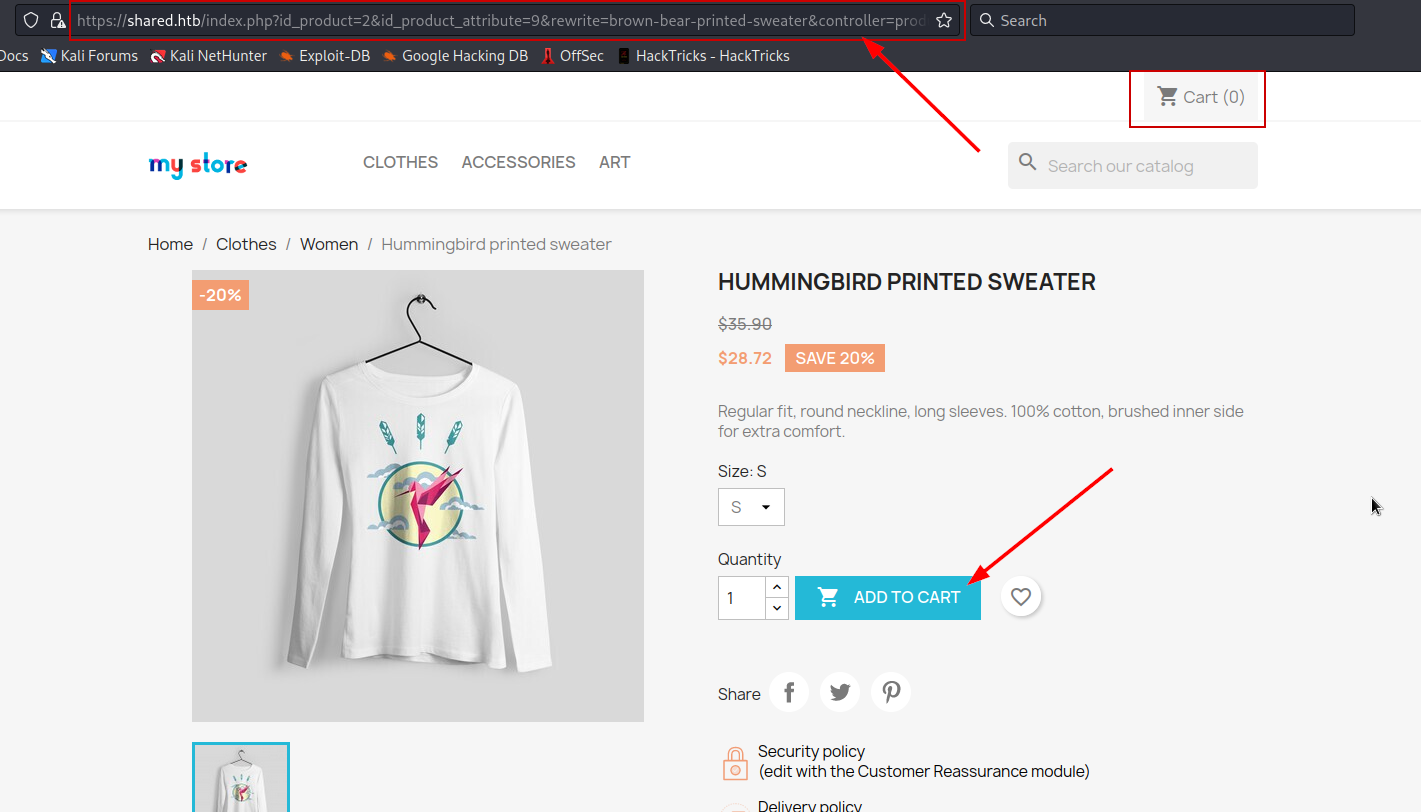 https://shared.htb/index.php?id_product=2&id_product_attribute=9&rewrite=brown-bear-printed-sweater&controller=prod
Search
Docs Kali Forums Kali NetHunter Exploit-DB Google Hacking DB OffSec HackTricks - HackTricks
Cart (0)
my store
CLOTHES ACCESSORIES ART
Search our catalog
Home / Clothes / Women / Hummingbird printed sweater
-20%
HUMMINGBIRD PRINTED SWEATER
$35.90
$28.72 SAVE 20%
Regular fit, round neckline, long sleeves. 100% cotton, brushed inner side
for extra comfort.
Size: S
S
Quantity
1 ADD TO CART
Share
Security policy
(edit with the Customer Reassurance module)
Delivery policy